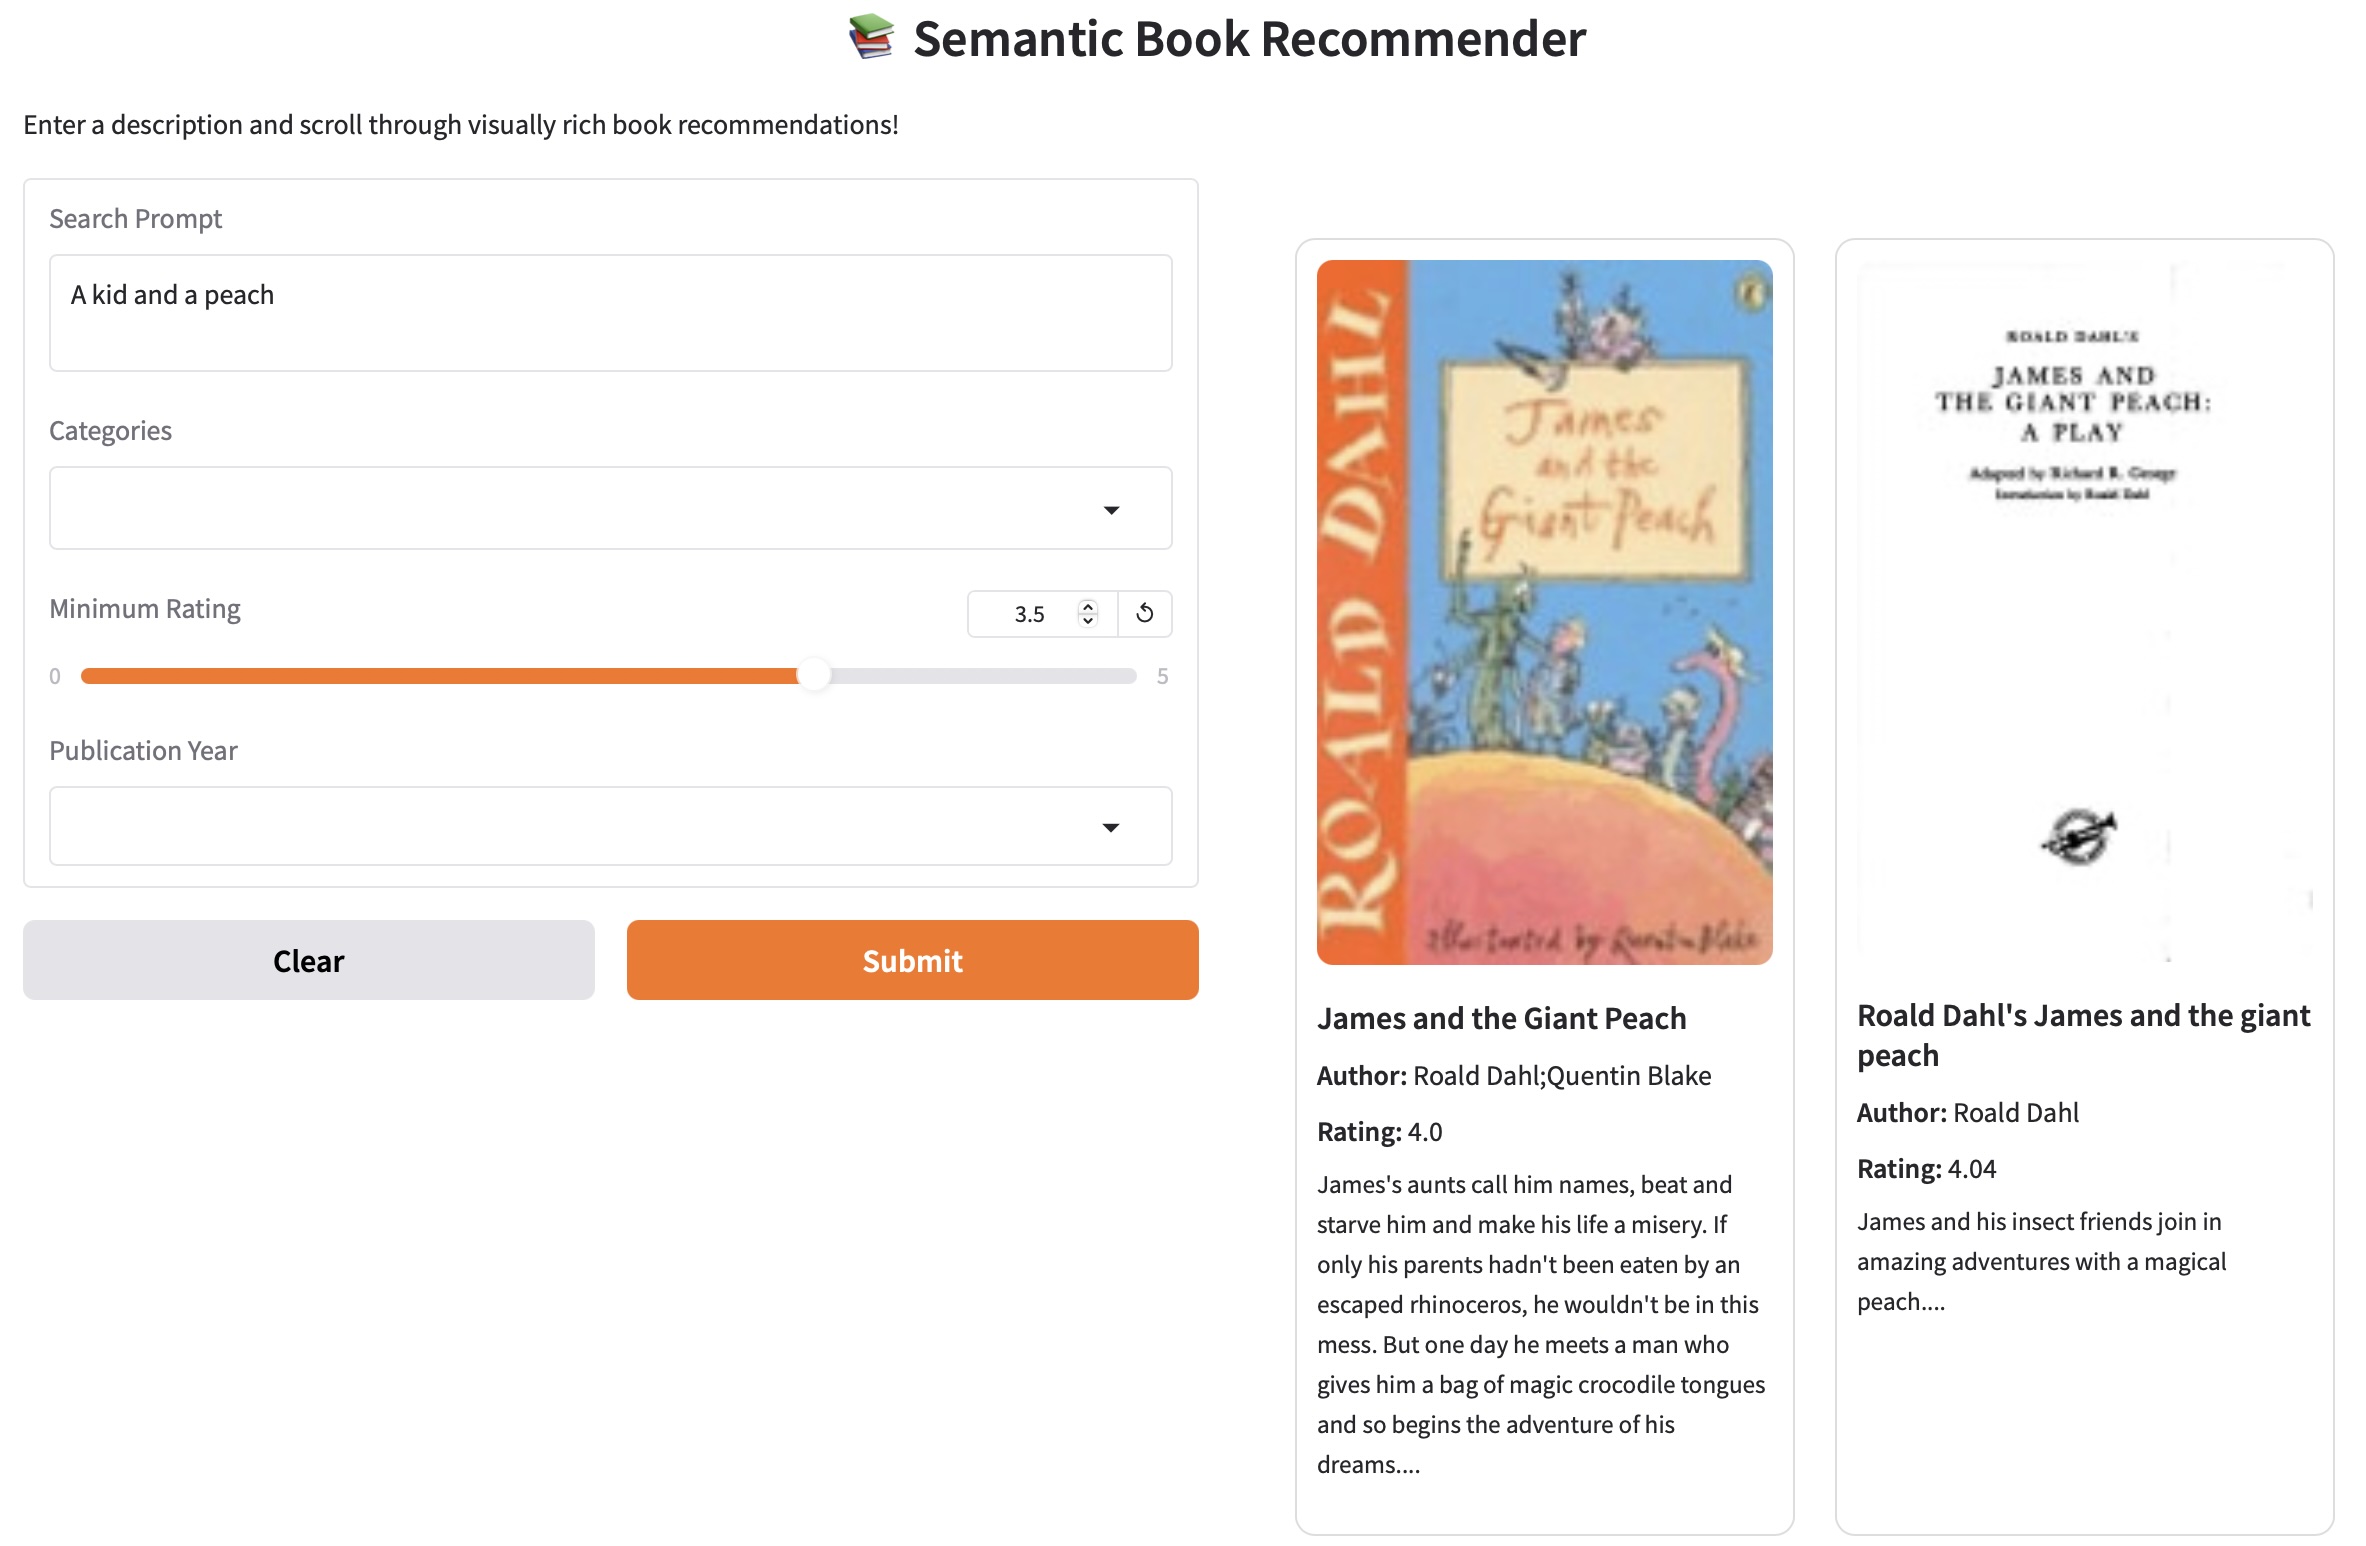 📚 Semantic Book Recommender
Enter a description and scroll through visually rich book recommendations!
Search Prompt
A kid and a peach
Categories
Minimum Rating
3.5
0
5
Publication Year
Clear
Submit
ROALD DAHL
James
and the
Giant Peach
Illustrated by Quentin Blake
James and the Giant Peach
Author: Roald Dahl;Quentin Blake
Rating: 4.0
James's aunts call him names, beat and
starve him and make his life a misery. If
only his parents hadn't been eaten by an
escaped rhinoceros, he wouldn't be in this
mess. But one day he meets a man who
gives him a bag of magic crocodile tongues
and so begins the adventure of his
dreams....
ROALD DAHL'S
JAMES AND
THE GIANT PEACH:
A PLAY
Adapted by Richard R. George
Introduction by Roald Dahl
Roald Dahl's James and the giant
peach
Author: Roald Dahl
Rating: 4.04
James and his insect friends join in
amazing adventures with a magical
peach....